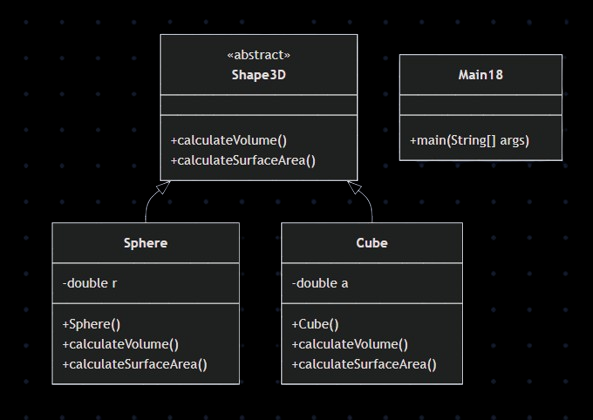 «abstract»
Shape3D
+calculateVolume()
+calculateSurfaceArea()
Main18
+main(String[] args)
Sphere
-double r
+Sphere()
+calculateVolume()
+calculateSurfaceArea()
Cube
-double a
+Cube()
+calculateVolume()
+calculateSurfaceArea()